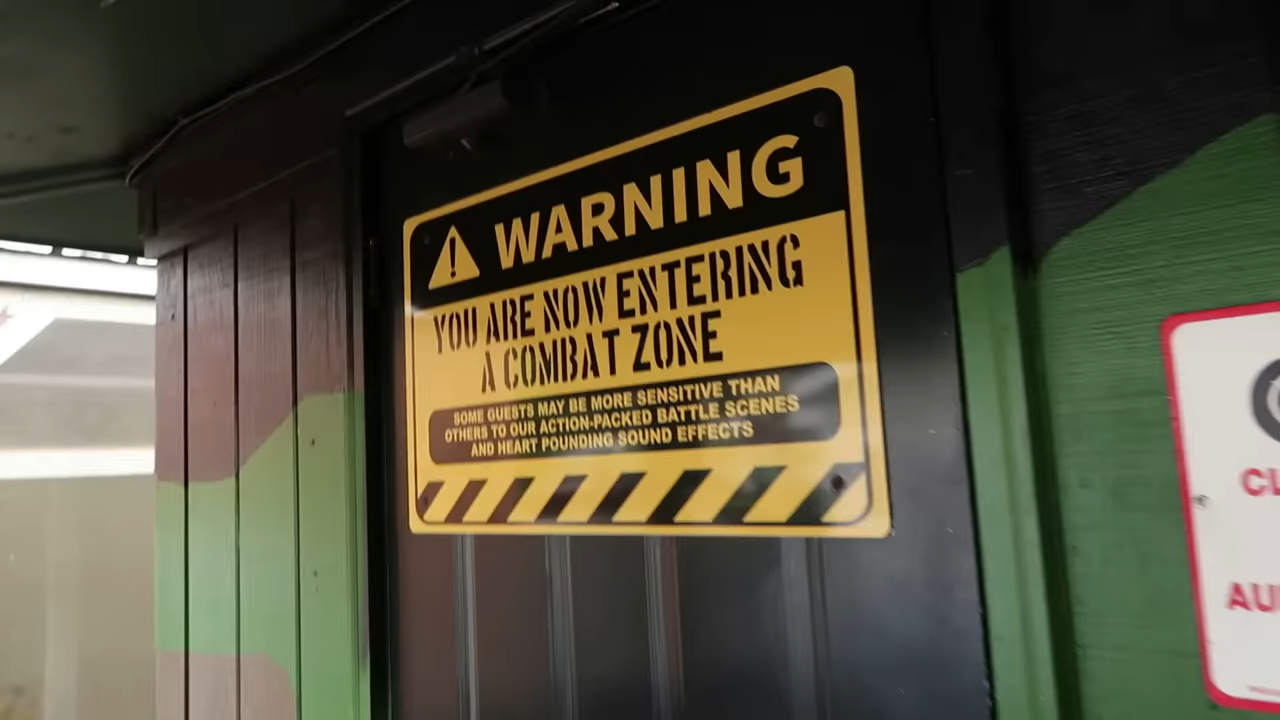 WARNING
YOU ARE NOW ENTERING
A COMBAT ZONE
SOME GUESTS MAY BE MORE SENSITIVE THAN
OTHERS TO OUR ACTION-PACKED BATTLE SCENES
AND HEART POUNDING SOUND EFFECTS